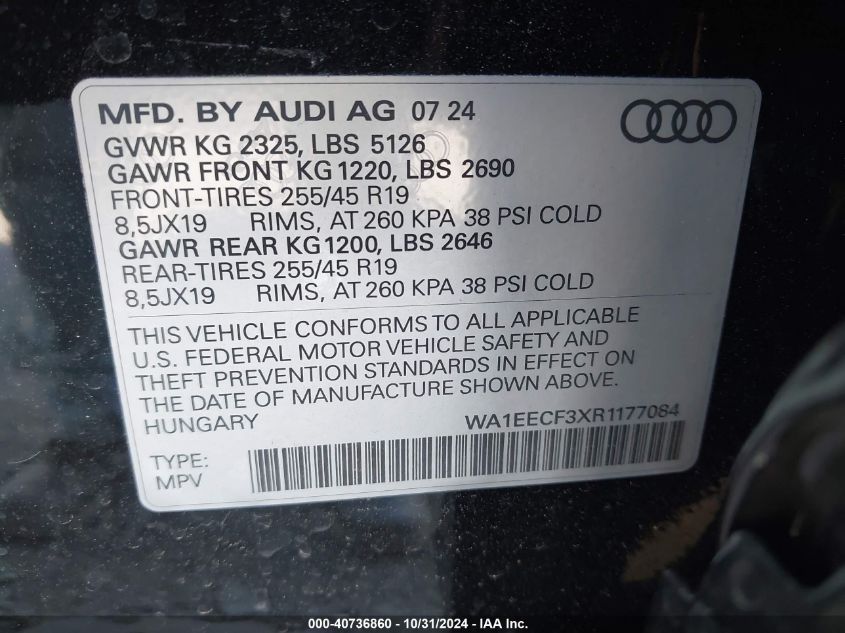 MFD. BY AUDI AG 07 24
GVWR KG 2325, LBS 5126
GAWR FRONT KG 1220, LBS 2690
FRONT-TIRES 255/45 R19
8,5JX19 RIMS, AT 260 KPA 38 PSI COLD
GAWR REAR KG 1200, LBS 2646
REAR-TIRES 255/45 R19
8,5JX19 RIMS, AT 260 KPA 38 PSI COLD
THIS VEHICLE CONFORMS TO ALL APPLICABLE
U.S. FEDERAL MOTOR VEHICLE SAFETY AND
THEFT PREVENTION STANDARDS IN EFFECT ON
THE DATE OF MANUFACTURE SHOWN ABOVE.
HUNGARY WA1EECF3XR1177084
TYPE:
MPV
000-40736860 - 10/31/2024 - IAA Inc.